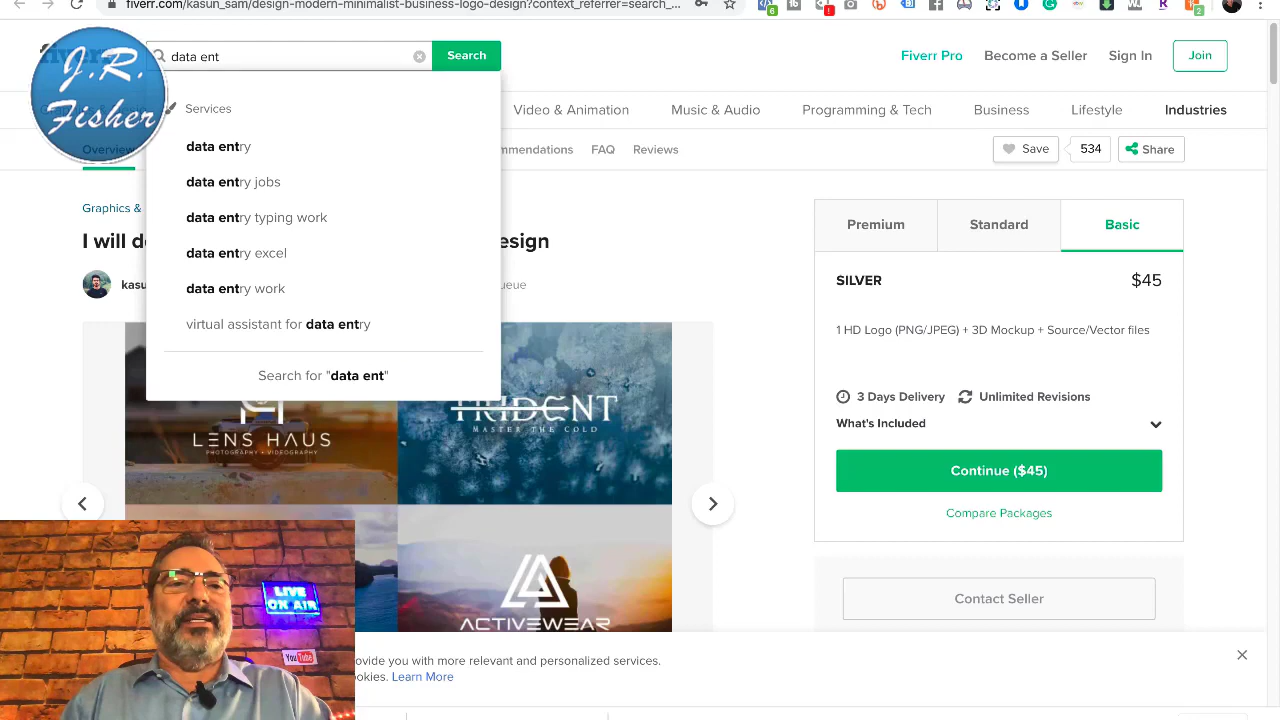 fiverr.com/kasun_sam/design-modern-minimalist-business-logo-design?context_referrer=search_...
6
2
J.R.
Fisher
data ent
Search
Fiverr Pro
Become a Seller
Sign In
Join
Services
data entry
data entry jobs
data entry typing work
data entry excel
data entry work
virtual assistant for data entry
Search for "data ent"
Video & Animation
Music & Audio
Programming & Tech
Business
Lifestyle
Industries
Overview
FAQ
Reviews
Save
534
Share
Graphics &
I will
Premium
Standard
Basic
SILVER
$45
1 HD Logo (PNG/JPEG) + 3D Mockup + Source/Vector files
3 Days Delivery
Unlimited Revisions
What's Included
Continue ($45)
Compare Packages
Contact Seller
LENS HAUS
PHOTOGRAPHY + VIDEOGRAPHY
TRIDENT
MASTER THE COLD
ACTIVEWEAR
LIVE
ON AIR
You Tube
ovide you with more relevant and personalized services.
okies. Learn More